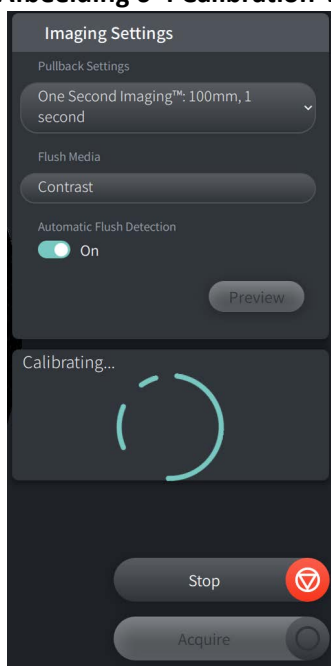 Imaging Settings
Pullback Settings
One Second Imaging™: 100mm, 1
second
Flush Media
Contrast
Automatic Flush Detection
On
Preview
Calibrating...
Stop
Acquire